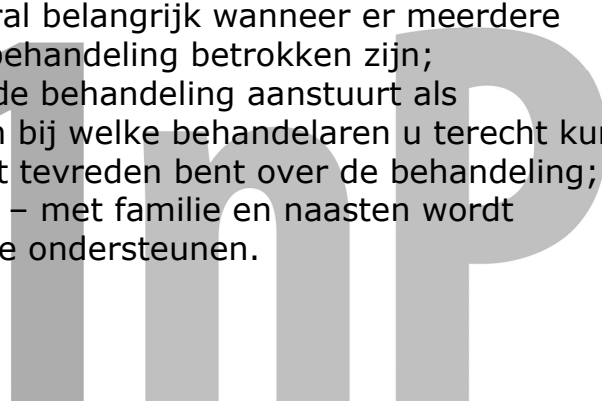 ral belangrijk wanneer er meerdere
behandeling betrokken zijn;
de behandeling aanstuurt als
n bij welke behandelaren u terecht kun
t tevreden bent over de behandeling;
– met familie en naasten wordt
e ondersteunen.
1nP